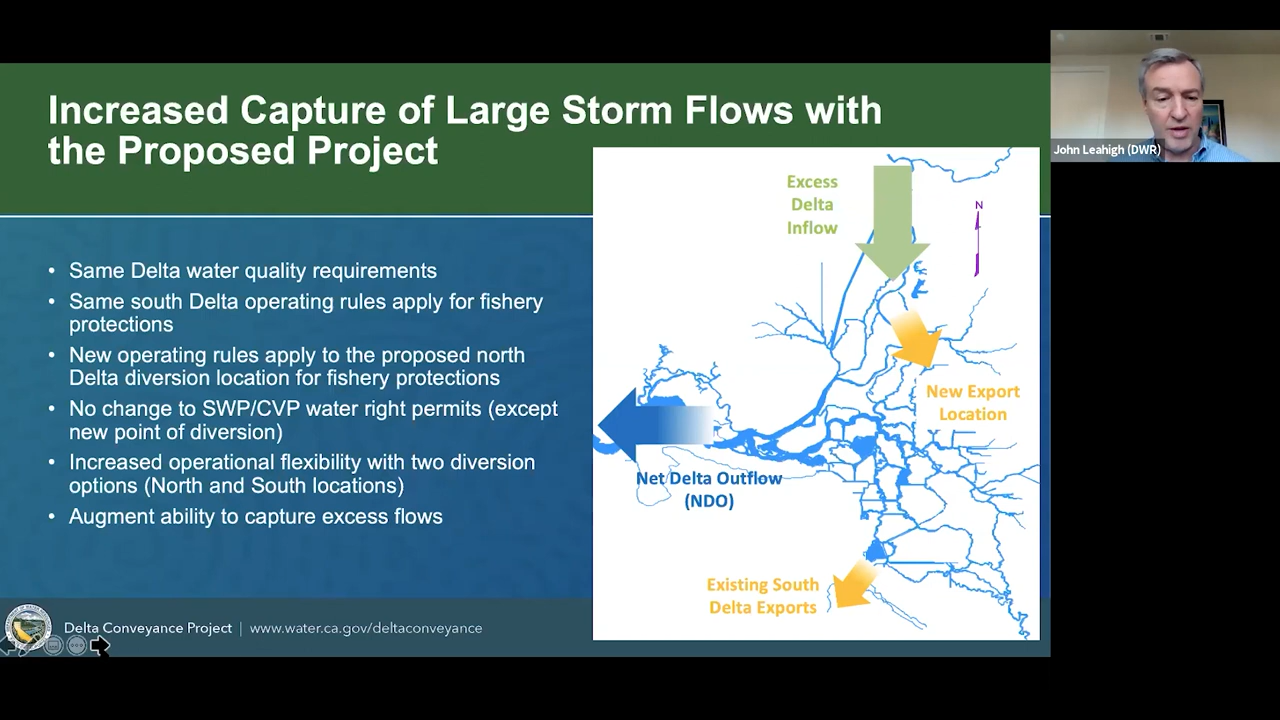 Increased Capture of Large Storm Flows with
the Proposed Project
• Same Delta water quality requirements
• Same south Delta operating rules apply for fishery
protections
• New operating rules apply to the proposed north
Delta diversion location for fishery protections
• No change to SWP/CVP water right permits (except
new point of diversion)
• Increased operational flexibility with two diversion
options (North and South locations)
• Augment ability to capture excess flows
Excess
Delta
Inflow
N
New Export
Location
Net Delta Outflow
(NDO)
Existing South
Delta Exports
Delta Conveyance Project | www.water.ca.gov/deltaconveyance
John Leahigh (DWR)